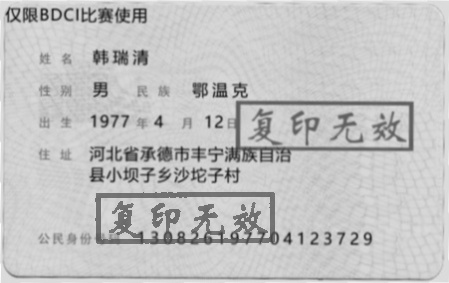 仅限BDCI比赛使用
姓名 韩瑞清
性别 男 民族 鄂温克
出生 1977 年 4 月 12 日
复印无效
住址 河北省承德市丰宁满族自治
县小坝子乡沙坨子村
复印无效
公民身份号码 130826197704123729